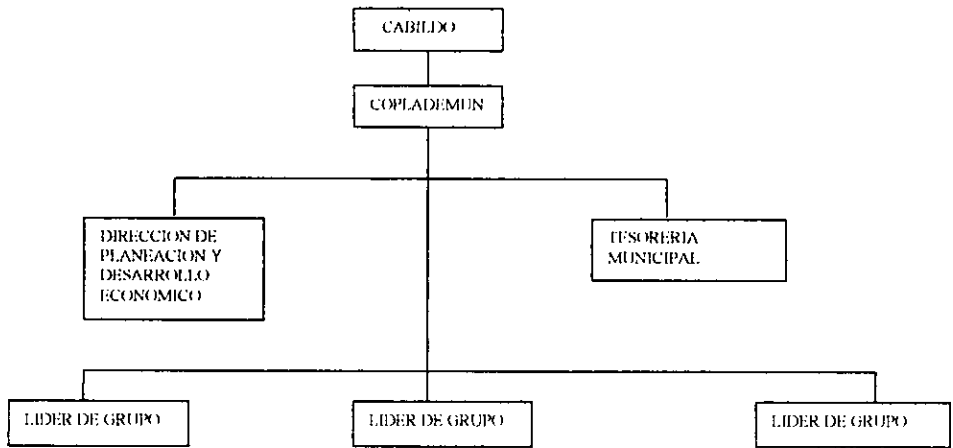 CABILDO
COPLADEMUN
DIRECCION DE
PLANEACION Y
DESARROLLO
ECONOMICO
TESORERIA
MUNICIPAL
LIDER DE GRUPO
LIDER DE GRUPO
LIDER DE GRUPO